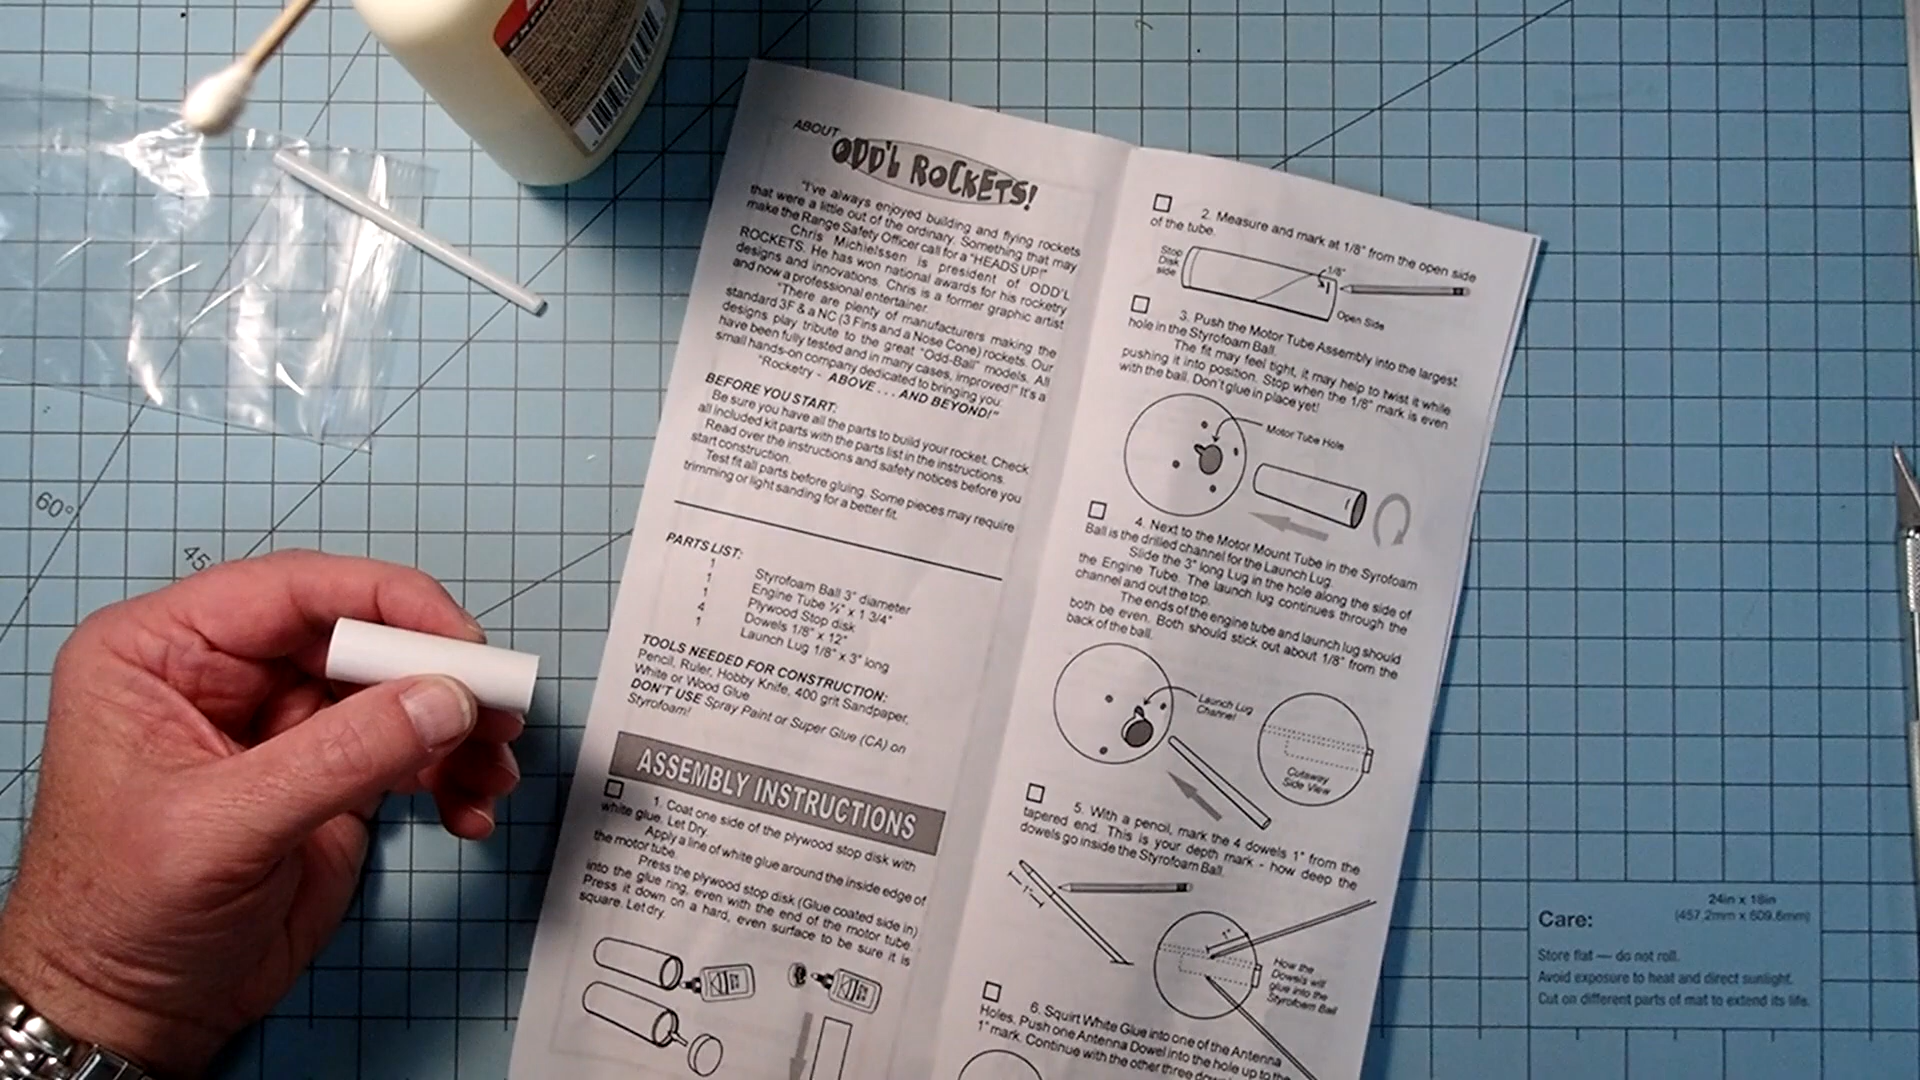 ABOUT
ODD'L ROCKETS!
"I've always enjoyed building and flying rockets
that were a little out of the ordinary. Something that may
make the Range Safety Officer call for a "HEADS UP!"
Chris Michielssen is president of ODD'L
ROCKETS. He has won national awards for his rocketry
designs and innovations. Chris is a former graphic artist
and now a professional entertainer.
"There are plenty of manufacturers making the
standard 3F & a NC (3 Fins and a Nose Cone) rockets. Our
designs play tribute to the great "Odd-Ball" models. All
have been fully tested and in many cases, improved!" It's a
small hands-on company dedicated to bringing you:
"Rocketry - ABOVE . . . AND BEYOND!"
BEFORE YOU START:
Be sure you have all the parts to build your rocket. Check
all included kit parts with the parts list in the instructions.
Read over the instructions and safety notices before you
start construction.
Test fit all parts before gluing. Some pieces may require
trimming or light sanding for a better fit.
PARTS LIST:
1 Styrofoam Ball 3" diameter
1 Engine Tube ½" x 1 3/4"
1 Plywood Stop disk
4 Dowels 1/8" x 12"
1 Launch Lug 1/8" x 3" long
TOOLS NEEDED FOR CONSTRUCTION:
Pencil, Ruler, Hobby Knife, 400 grit Sandpaper,
White or Wood Glue
DON'T USE Spray Paint or Super Glue (CA) on
Styrofoam!
ASSEMBLY INSTRUCTIONS
1. Coat one side of the plywood stop disk with
white glue. Let Dry.
Apply a line of white glue around the inside edge of
the motor tube.
Press the plywood stop disk (Glue coated side in)
into the glue ring, even with the end of the motor tube.
Press it down on a hard, even surface to be sure it is
square. Let dry.
2. Measure and mark at 1/8" from the open side
of the tube.
Stop
Disk
side
1/8"
Open Side
3. Push the Motor Tube Assembly into the largest
hole in the Styrofoam Ball.
The fit may feel tight, it may help to twist it while
pushing it into position. Stop when the 1/8" mark is even
with the ball. Don't glue in place yet!
Motor Tube Hole
4. Next to the Motor Mount Tube in the Syrofoam
Ball is the drilled channel for the Launch Lug.
Slide the 3" long Lug in the hole along the side of
the Engine Tube. The launch lug continues through the
channel and out the top.
The ends of the engine tube and launch lug should
both be even. Both should stick out about 1/8" from the
back of the ball.
Launch Lug
Channel
Cutaway
Side View
5. With a pencil, mark the 4 dowels 1" from the
tapered end. This is your depth mark - how deep the
dowels go inside the Styrofoam Ball.
1"
1"
How the
Dowels will
glue into the
Styrofoam Ball
6. Squirt White Glue into one of the Antenna
Holes. Push one Antenna Dowel into the hole up to the
1" mark. Continue with the other three
60°
45°
24in x 18in
(457.2mm x 609.6mm)
Care:
Store flat — do not roll.
Avoid exposure to heat and direct sunlight.
Cut on different parts of mat to extend its life.